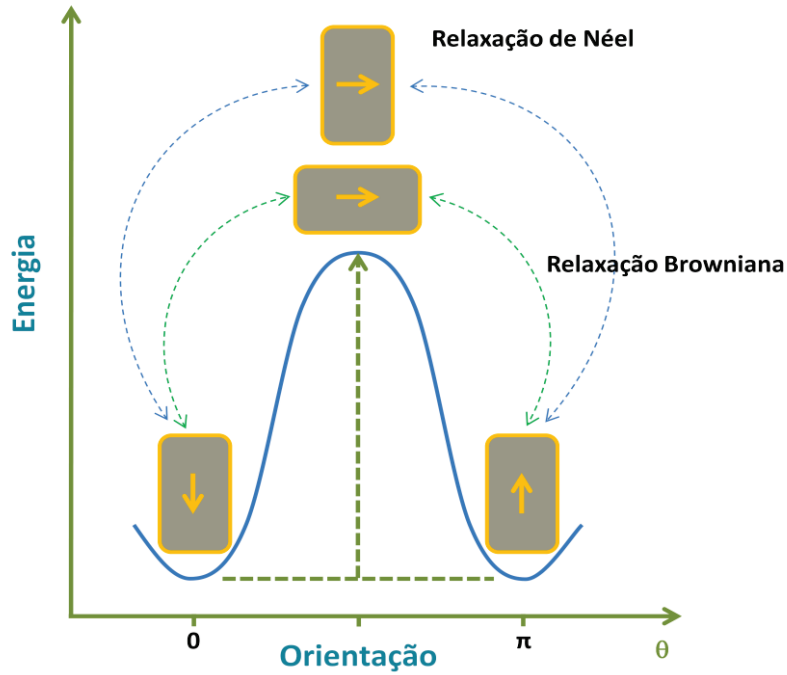 Relaxação de Néel
Relaxação Browniana
Energia
0
π
θ
Orientação